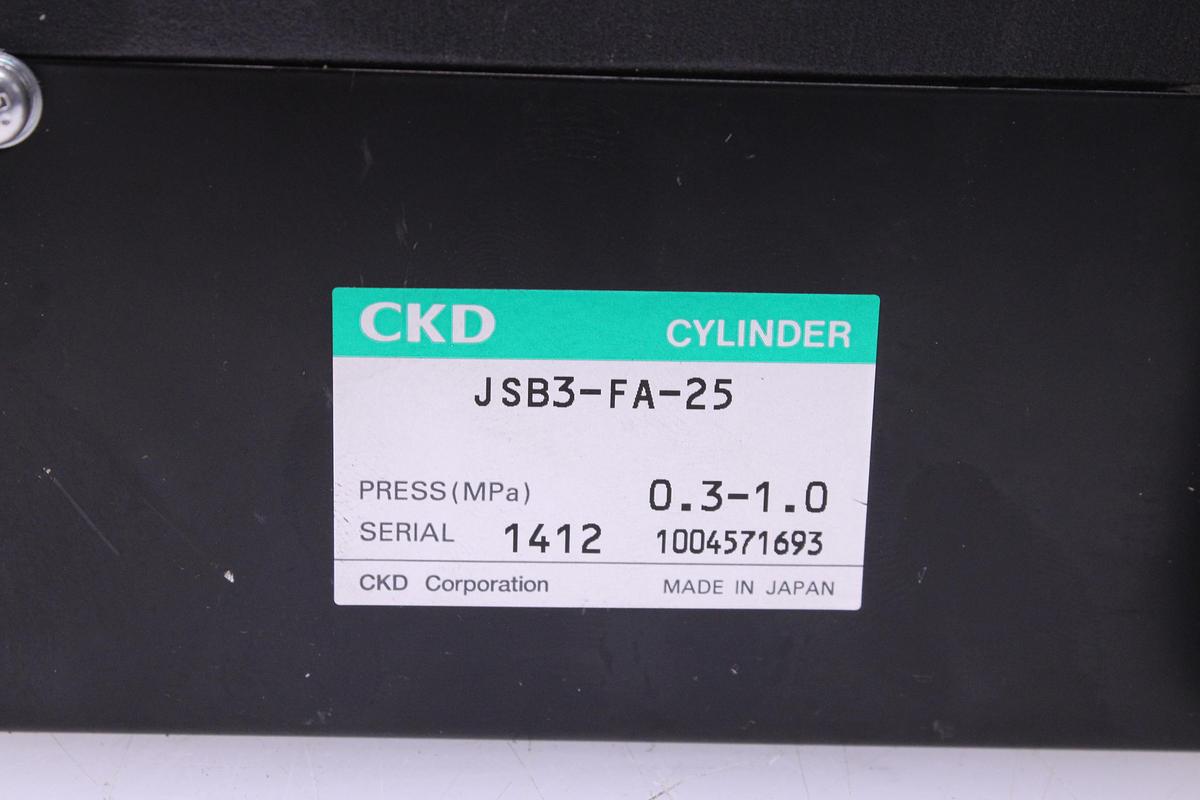 CKD CYLINDER
JSB3-FA-25
PRESS(MPa) 0.3-1.0
SERIAL 1412 1004571693
CKD Corporation MADE IN JAPAN